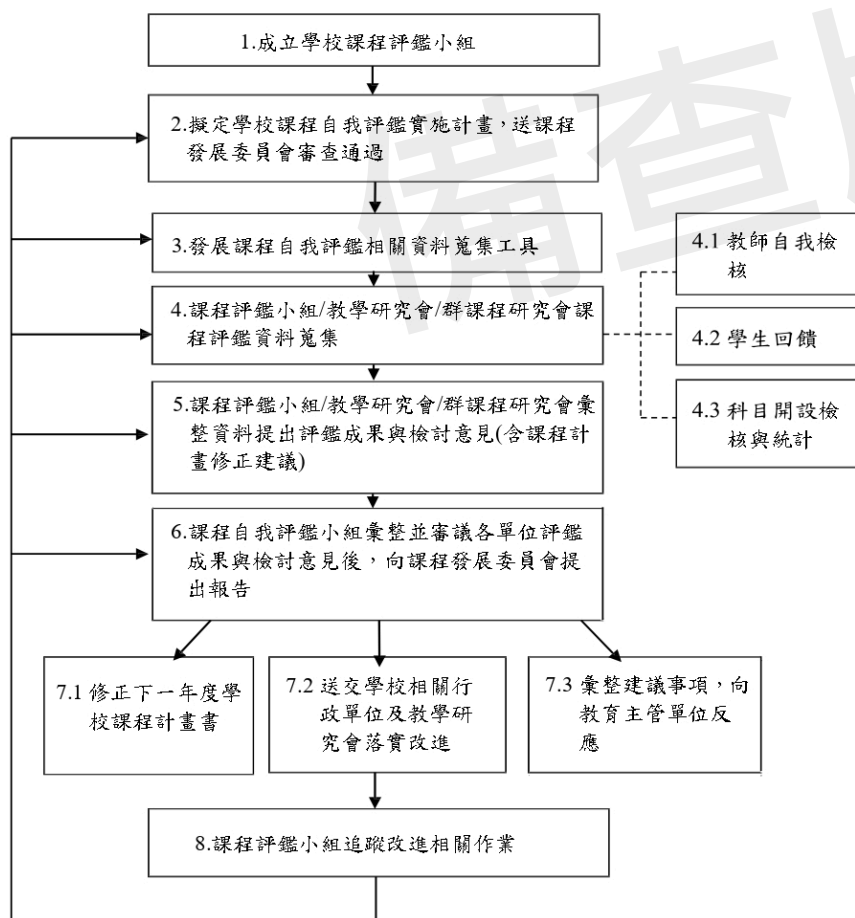 1.成立學校課程評鑑小組
2.擬定學校課程自我評鑑實施計畫，送課程
發展委員會審查通過
3.發展課程自我評鑑相關資料蒐集工具
4.課程評鑑小組/教學研究會/群課程研究會課
程評鑑資料蒐集
4.1 教師自我檢
核
4.2 學生回饋
4.3 科目開設檢
核與統計
5.課程評鑑小組/教學研究會/群課程研究會彙
整資料提出評鑑成果與檢討意見(含課程計
畫修正建議)
6.課程自我評鑑小組彙整並審議各單位評鑑
成果與檢討意見後，向課程發展委員會提
出報告
7.1 修正下一年度學
校課程計畫書
7.2 送交學校相關行
政單位及教學研
究會落實改進
7.3 彙整建議事項，向
教育主管單位反
應
8.課程評鑑小組追蹤改進相關作業
備查